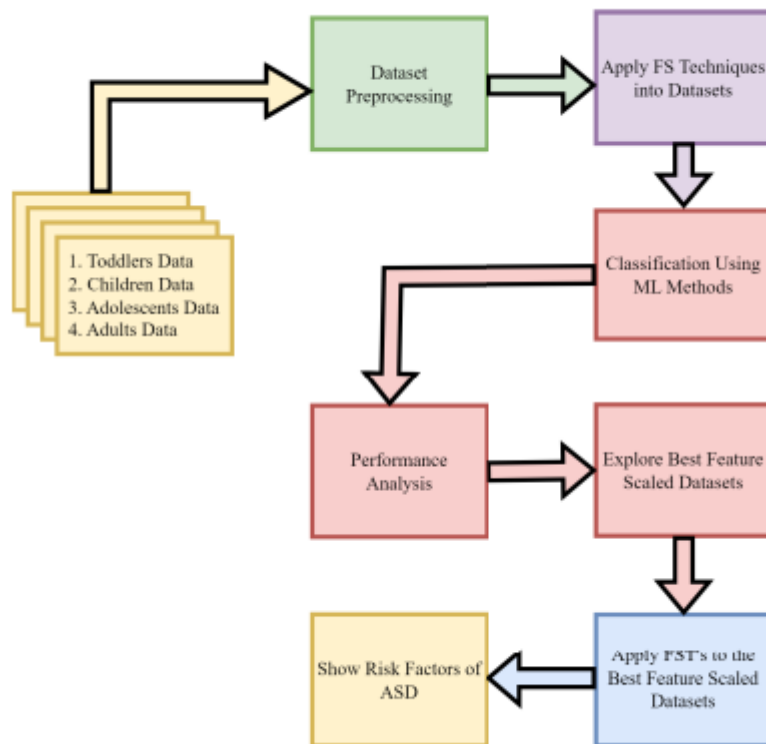 Dataset
Preprocessing
Apply FS Techniques
into Datasets
1. Toddlers Data
2. Children Data
3. Adolescents Data
4. Adults Data
Classification Using
ML Methods
Performance
Analysis
Explore Best Feature
Scaled Datasets
Apply FST's to the
Best Feature Scaled
Datasets
Show Risk Factors of
ASD